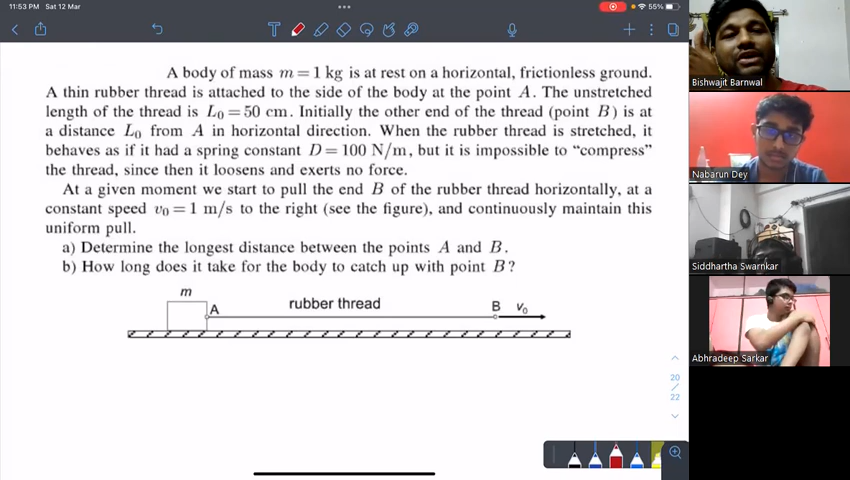 11:53 PM Sat 12 Mar
55%
A body of mass m = 1 kg is at rest on a horizontal, frictionless ground.
A thin rubber thread is attached to the side of the body at the point A. The unstretched
length of the thread is L₀ = 50 cm. Initially the other end of the thread (point B) is at
a distance L₀ from A in horizontal direction. When the rubber thread is stretched, it
behaves as if it had a spring constant D = 100 N/m, but it is impossible to “compress”
the thread, since then it loosens and exerts no force.
At a given moment we start to pull the end B of the rubber thread horizontally, at a
constant speed v₀ = 1 m/s to the right (see the figure), and continuously maintain this
uniform pull.
a) Determine the longest distance between the points A and B.
b) How long does it take for the body to catch up with point B?
m
A
rubber thread
B v₀
20
/
22
Bishwajit Barnwal
Nabarun Dey
Siddhartha Swarnkar
Abhradeep Sarkar